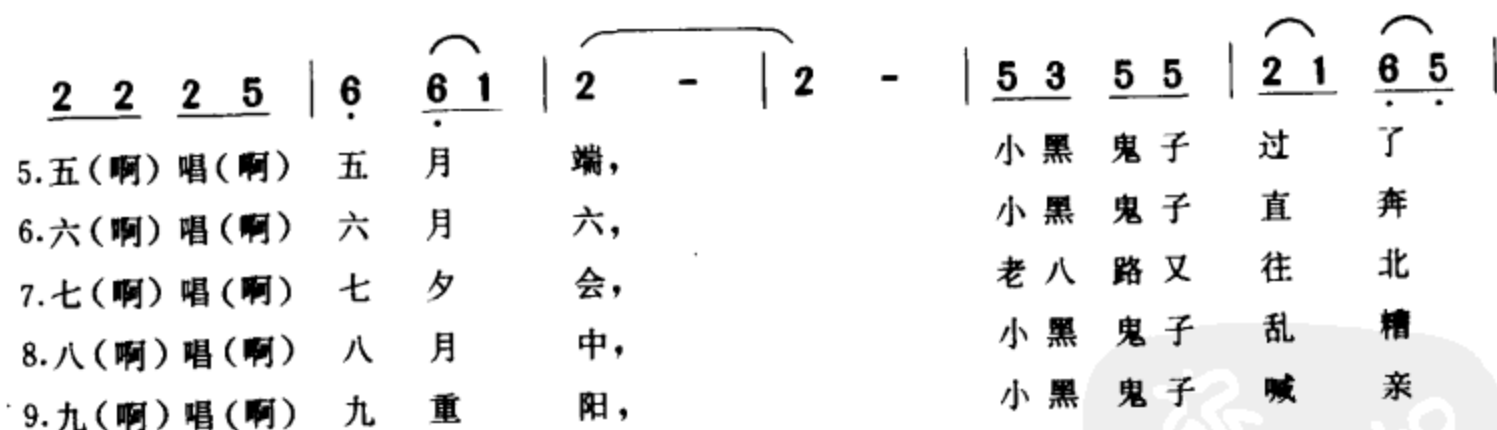 2 2 2 5 | 6 6 1 | 2 - | 2 - | 5 3 5 5 | 2 1 6 5 |
5.五(啊)唱(啊) 五 月 端, 小 黑 鬼 子 过 了
6.六(啊)唱(啊) 六 月 六, 小 黑 鬼 子 直 奔
7.七(啊)唱(啊) 七 夕 会, 老 八 路 又 往 北
8.八(啊)唱(啊) 八 月 中, 小 黑 鬼 子 乱 糟
9.九(啊)唱(啊) 九 重 阳, 小 黑 鬼 子 喊 亲